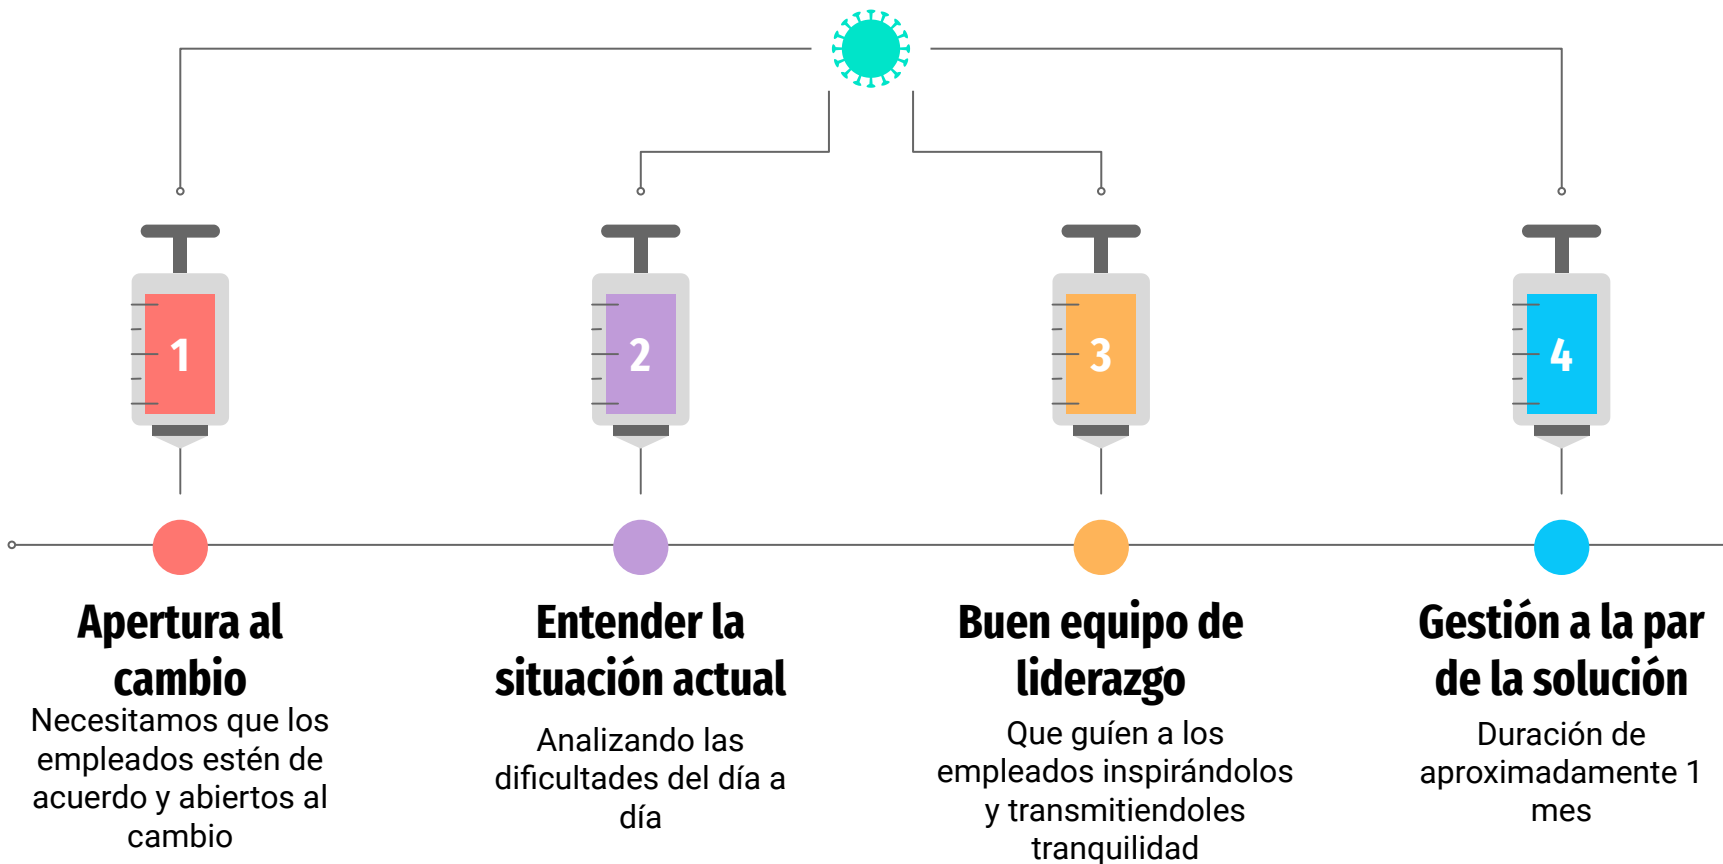 1
2
3
4
Apertura al
cambio
Necesitamos que los
empleados estén de
acuerdo y abiertos al
cambio
Entender la
situación actual
Analizando las
dificultades del día a
día
Buen equipo de
liderazgo
Que guíen a los
empleados inspirándolos
y transmitiendoles
tranquilidad
Gestión a la par
de la solución
Duración de
aproximadamente 1
mes